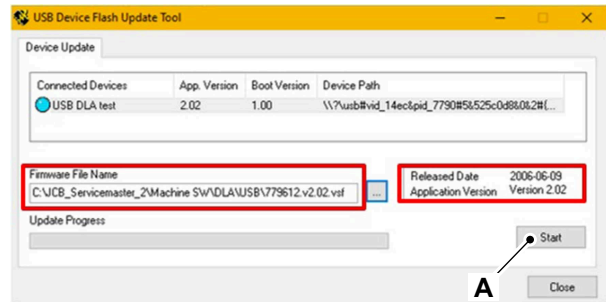 USB Device Flash Update Tool
Device Update
Connected Devices App. Version Boot Version Device Path
USB DLA test 2.02 1.00 \\?\usb#vid_14ec&pid_7790#5&525c0d8&0&2#{...
Firmware File Name
C:\JCB_Servicemaster_2\Machine SW\DLA\USB\779612.v2.02.vsf ...
Released Date 2006-06-09
Application Version Version 2.02
Update Progress
Start
A
Close